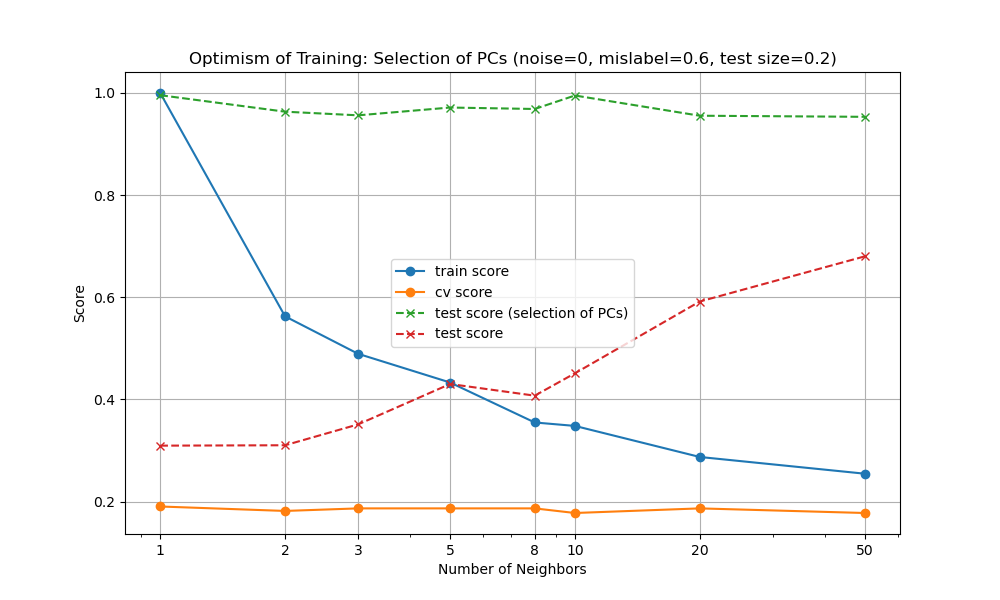 Optimism of Training: Selection of PCs (noise=0, mislabel=0.6, test size=0.2)
1.0
0.8
0.6
0.4
0.2
Score
train score
cv score
test score (selection of PCs)
test score
1 2 3 5 8 10 20 50
Number of Neighbors